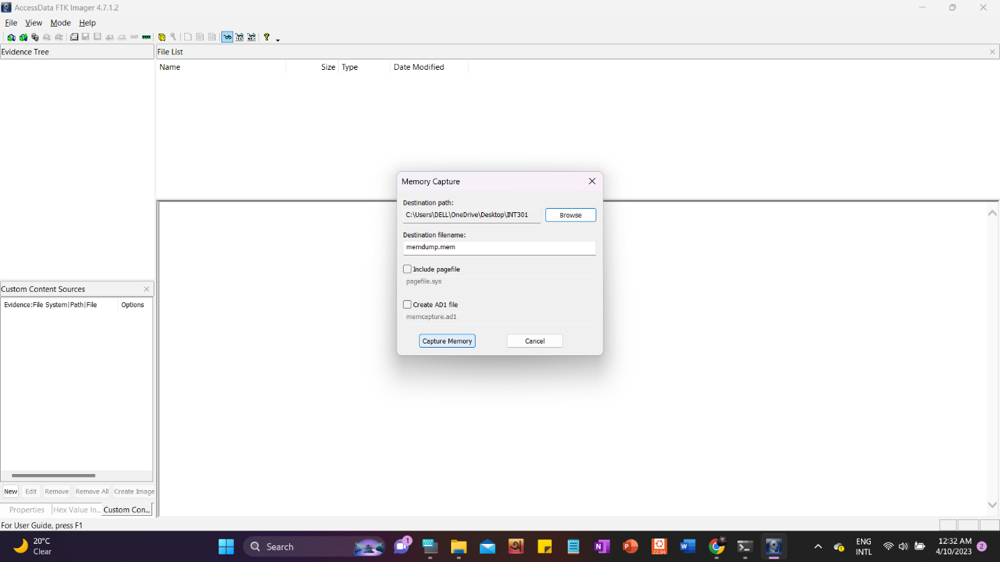 AccessData FTK Imager 4.7.1.2
File View Mode Help
Evidence Tree
File List
Name Size Type Date Modified
Memory Capture
Destination path:
C:\Users\DELL\OneDrive\Desktop\INT301 Browse
Destination filename:
memdump.mem
Include pagefile
pagefile.sys
Create AD1 file
memcapture.ad1
Capture Memory Cancel
Custom Content Sources
Evidence:File System|Path|File Options
New Edit Remove Remove All Create Image
Properties Hex Value In... Custom Con...
For User Guide, press F1
20°C
Clear
Search
1
22.04
ENG
INTL
12:32 AM
4/10/2023
2